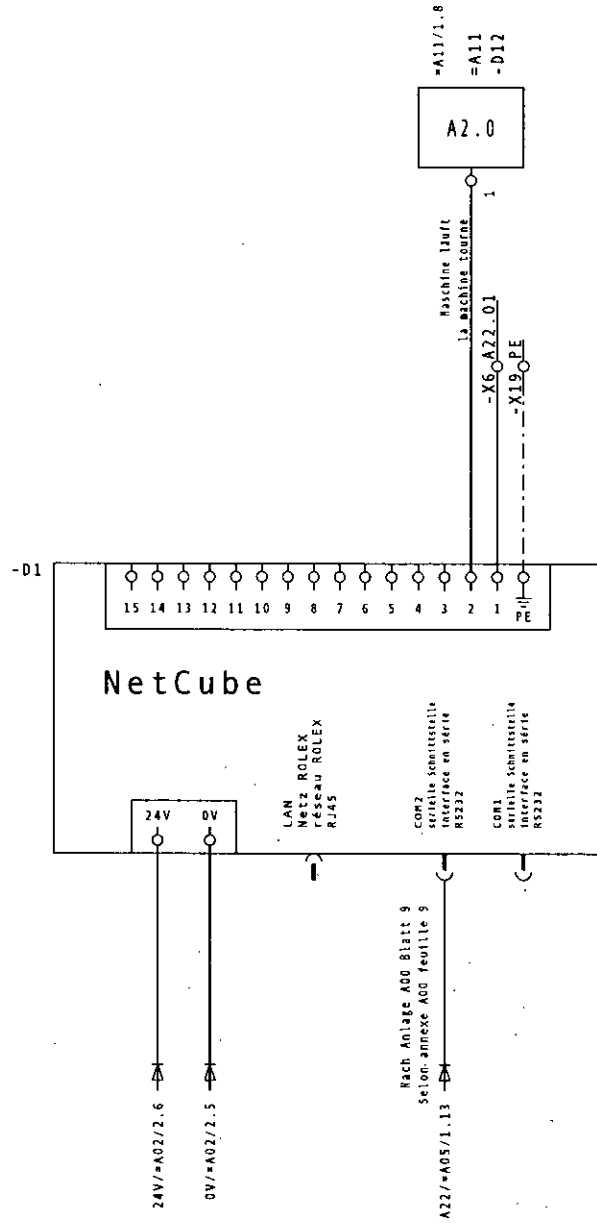 =A11/1.8
=A11
-D12
A2.0
1
Maschine läuft
la machine tourne
-X6 A22.01
-X19 PE
-D1
15
14
13
12
11
10
9
8
7
6
5
4
3
2
1
PE
NetCube
24V
0V
LAN
Netz ROLEX
réseau ROLEX
RJ45
COM2
serielle Schnittstelle
interface en série
RS232
COM1
serielle Schnittstelle
interface en série
RS232
Nach Anlage A00 Blatt 9
Selon annexe A00 feuille 9
24V/=A02/2.6
0V/=A02/2.5
A22/=A05/1.13